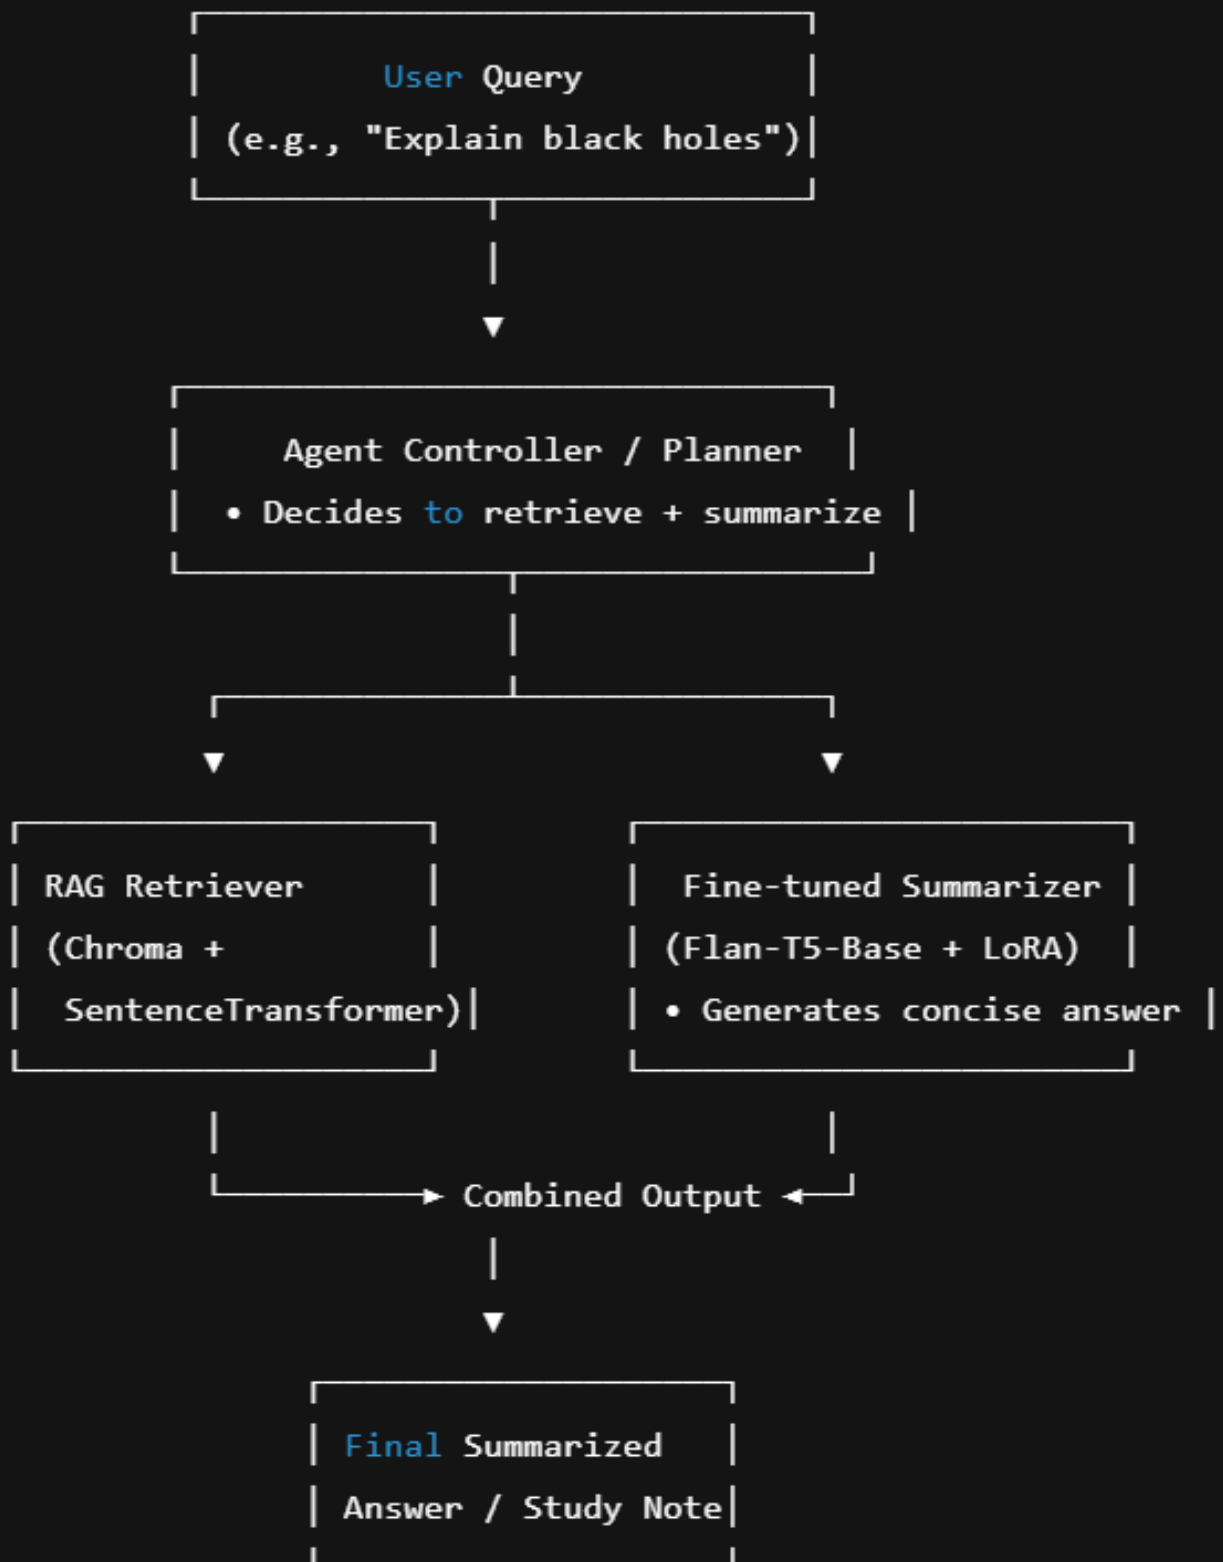 User Query
(e.g., "Explain black holes")
Agent Controller / Planner
• Decides to retrieve + summarize
RAG Retriever
(Chroma +
SentenceTransformer)
Fine-tuned Summarizer
(Flan-T5-Base + LoRA)
• Generates concise answer
Combined Output
Final Summarized
Answer / Study Note